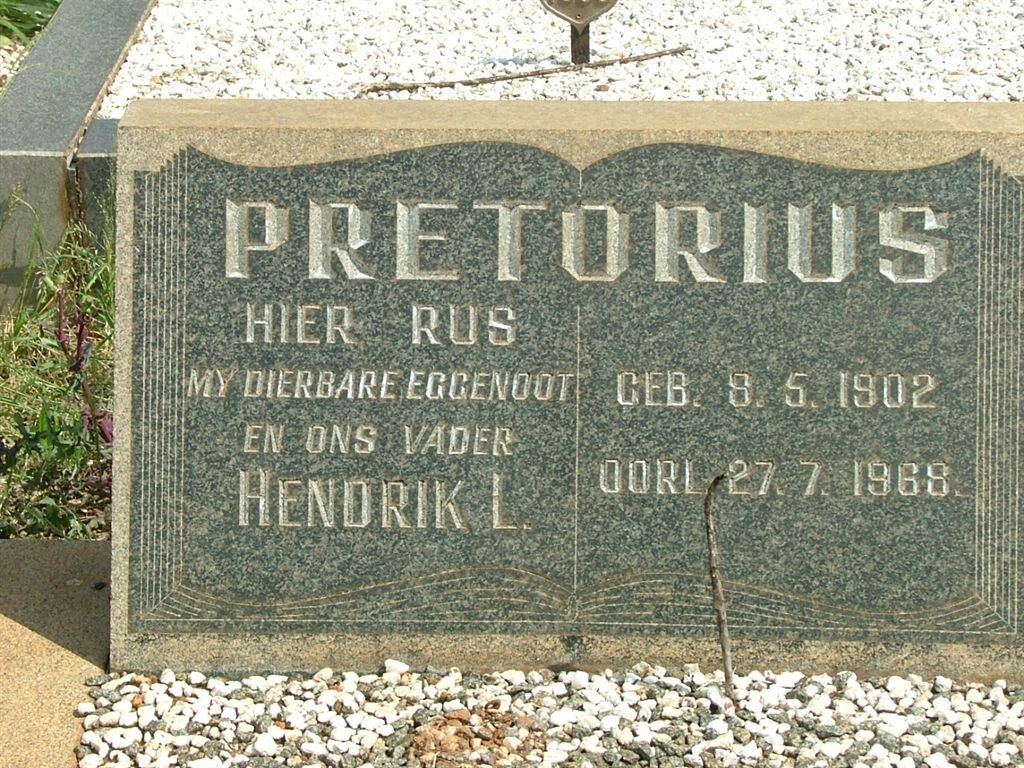 PRETORIUS
HIER RUS
MY DIERBARE EGGENOOT
EN ONS VADER
HENDRIK L.
GEB. 8. 5. 1902
OORL. 27. 7. 1968.